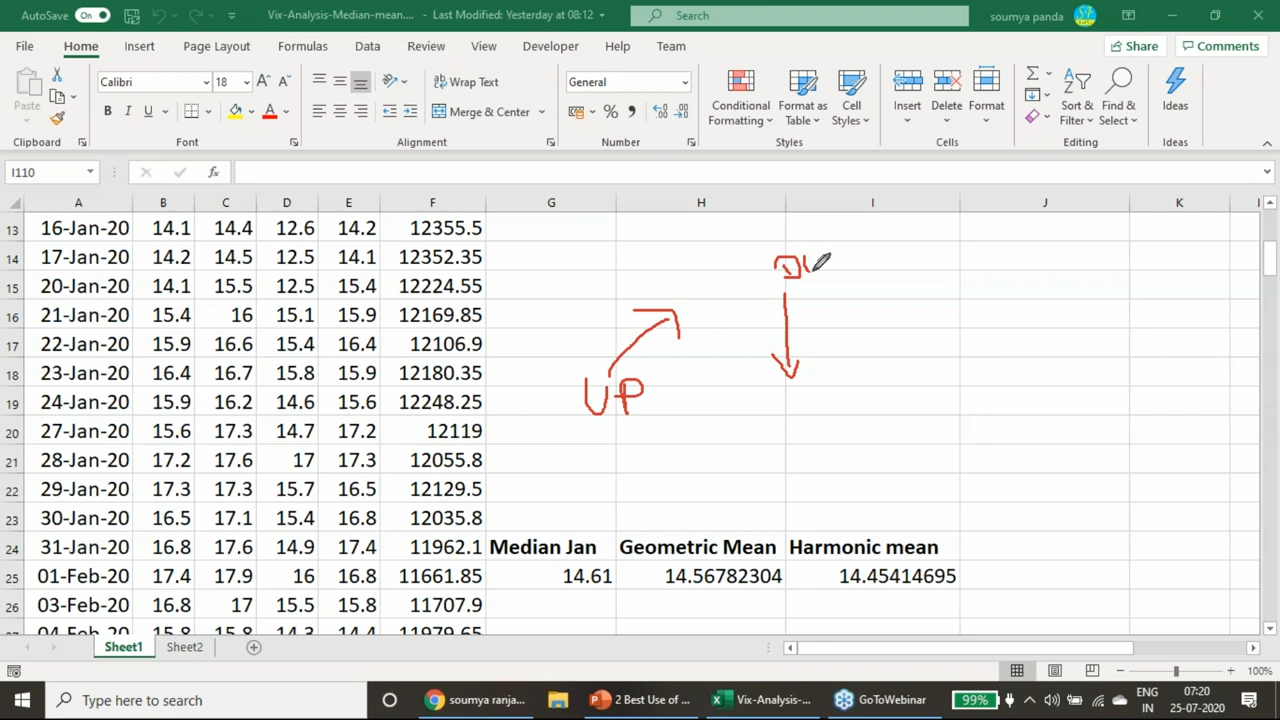 AutoSave On Vix-Analysis-Median-mean.... - Last Modified: Yesterday at 08:12 Search soumya panda
File Home Insert Page Layout Formulas Data Review View Developer Help Team Share Comments
Paste Calibri 18 Wrap Text General Conditional Formatting Format as Table Cell Styles Insert Delete Format Sort & Filter Find & Select Ideas
B I U Merge & Center
Clipboard Font Alignment Number Styles Cells Editing Ideas
I110 fx
A B C D E F G H I J K
13 16-Jan-20 14.1 14.4 12.6 14.2 12355.5
14 17-Jan-20 14.2 14.5 12.5 14.1 12352.35
15 20-Jan-20 14.1 15.5 12.5 15.4 12224.55
16 21-Jan-20 15.4 16 15.1 15.9 12169.85
17 22-Jan-20 15.9 16.6 15.4 16.4 12106.9
18 23-Jan-20 16.4 16.7 15.8 15.9 12180.35
19 24-Jan-20 15.9 16.2 14.6 15.6 12248.25
UP
20 27-Jan-20 15.6 17.3 14.7 17.2 12119
21 28-Jan-20 17.2 17.6 17 17.3 12055.8
22 29-Jan-20 17.3 17.3 15.7 16.5 12129.5
23 30-Jan-20 16.5 17.1 15.4 16.8 12035.8
24 31-Jan-20 16.8 17.6 14.9 17.4 11962.1 Median Jan Geometric Mean Harmonic mean
25 01-Feb-20 17.4 17.9 16 16.8 11661.85 14.61 14.56782304 14.45414695
26 03-Feb-20 16.8 17 15.5 15.8 11707.9
04-Feb-20 15.8 15.8 14.3 14.4 11979.65
Sheet1 Sheet2
100%
Type here to search soumya ranja... 2 Best Use of ... Vix-Analysis-... GoToWebinar 99% ENG IN 07:20 25-07-2020